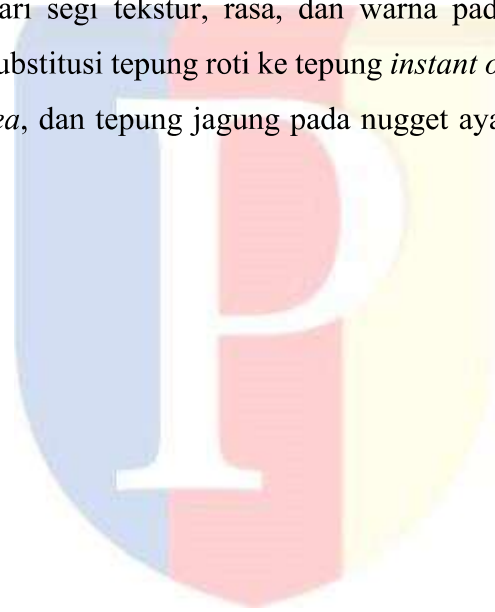 ari segi tekstur, rasa, dan warna pad
ubstitusi tepung roti ke tepung instant o
ea, dan tepung jagung pada nugget aya
P